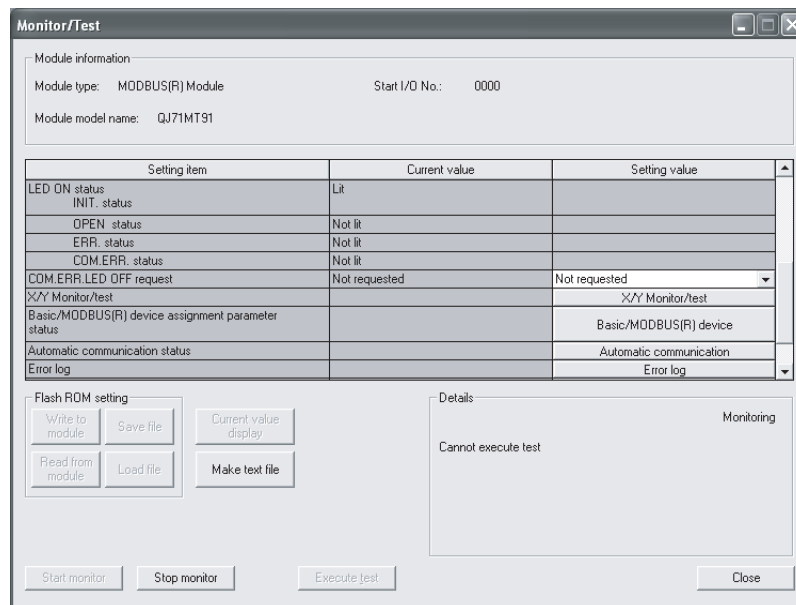 Monitor/Test
Module information
Module type: MODBUS(R) Module Start I/O No.: 0000
Module model name: QJ71MT91
Setting item Current value Setting value
LED ON status Lit
INIT. status
OPEN status Not lit
ERR. status Not lit
COM.ERR. status Not lit
COM.ERR.LED OFF request Not requested Not requested
X/Y Monitor/test X/Y Monitor/test
Basic/MODBUS(R) device assignment parameter
status Basic/MODBUS(R) device
Automatic communication status Automatic communication
Error log Error log
Flash ROM setting
Write to
module
Save file
Current value
display
Read from
module
Load file
Make text file
Details
Monitoring
Cannot execute test
Start monitor Stop monitor Execute test Close